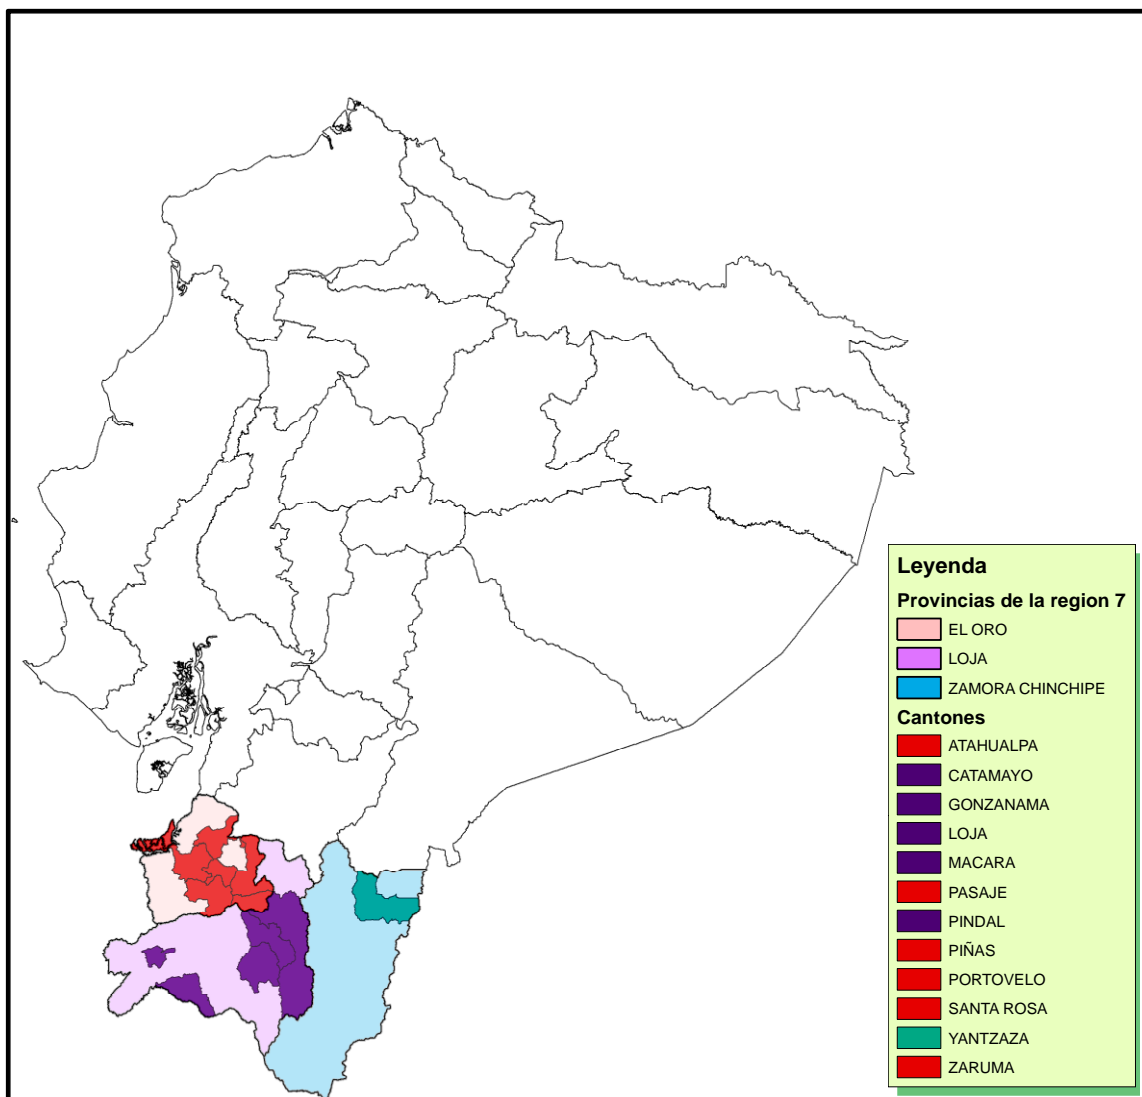 Leyenda
Provincias de la region 7
EL ORO
LOJA
ZAMORA CHINCHIPE
Cantones
ATAHUALPA
CATAMAYO
GONZANAMA
LOJA
MACARA
PASAJE
PINDAL
PIÑAS
PORTOVELO
SANTA ROSA
YANTZAZA
ZARUMA